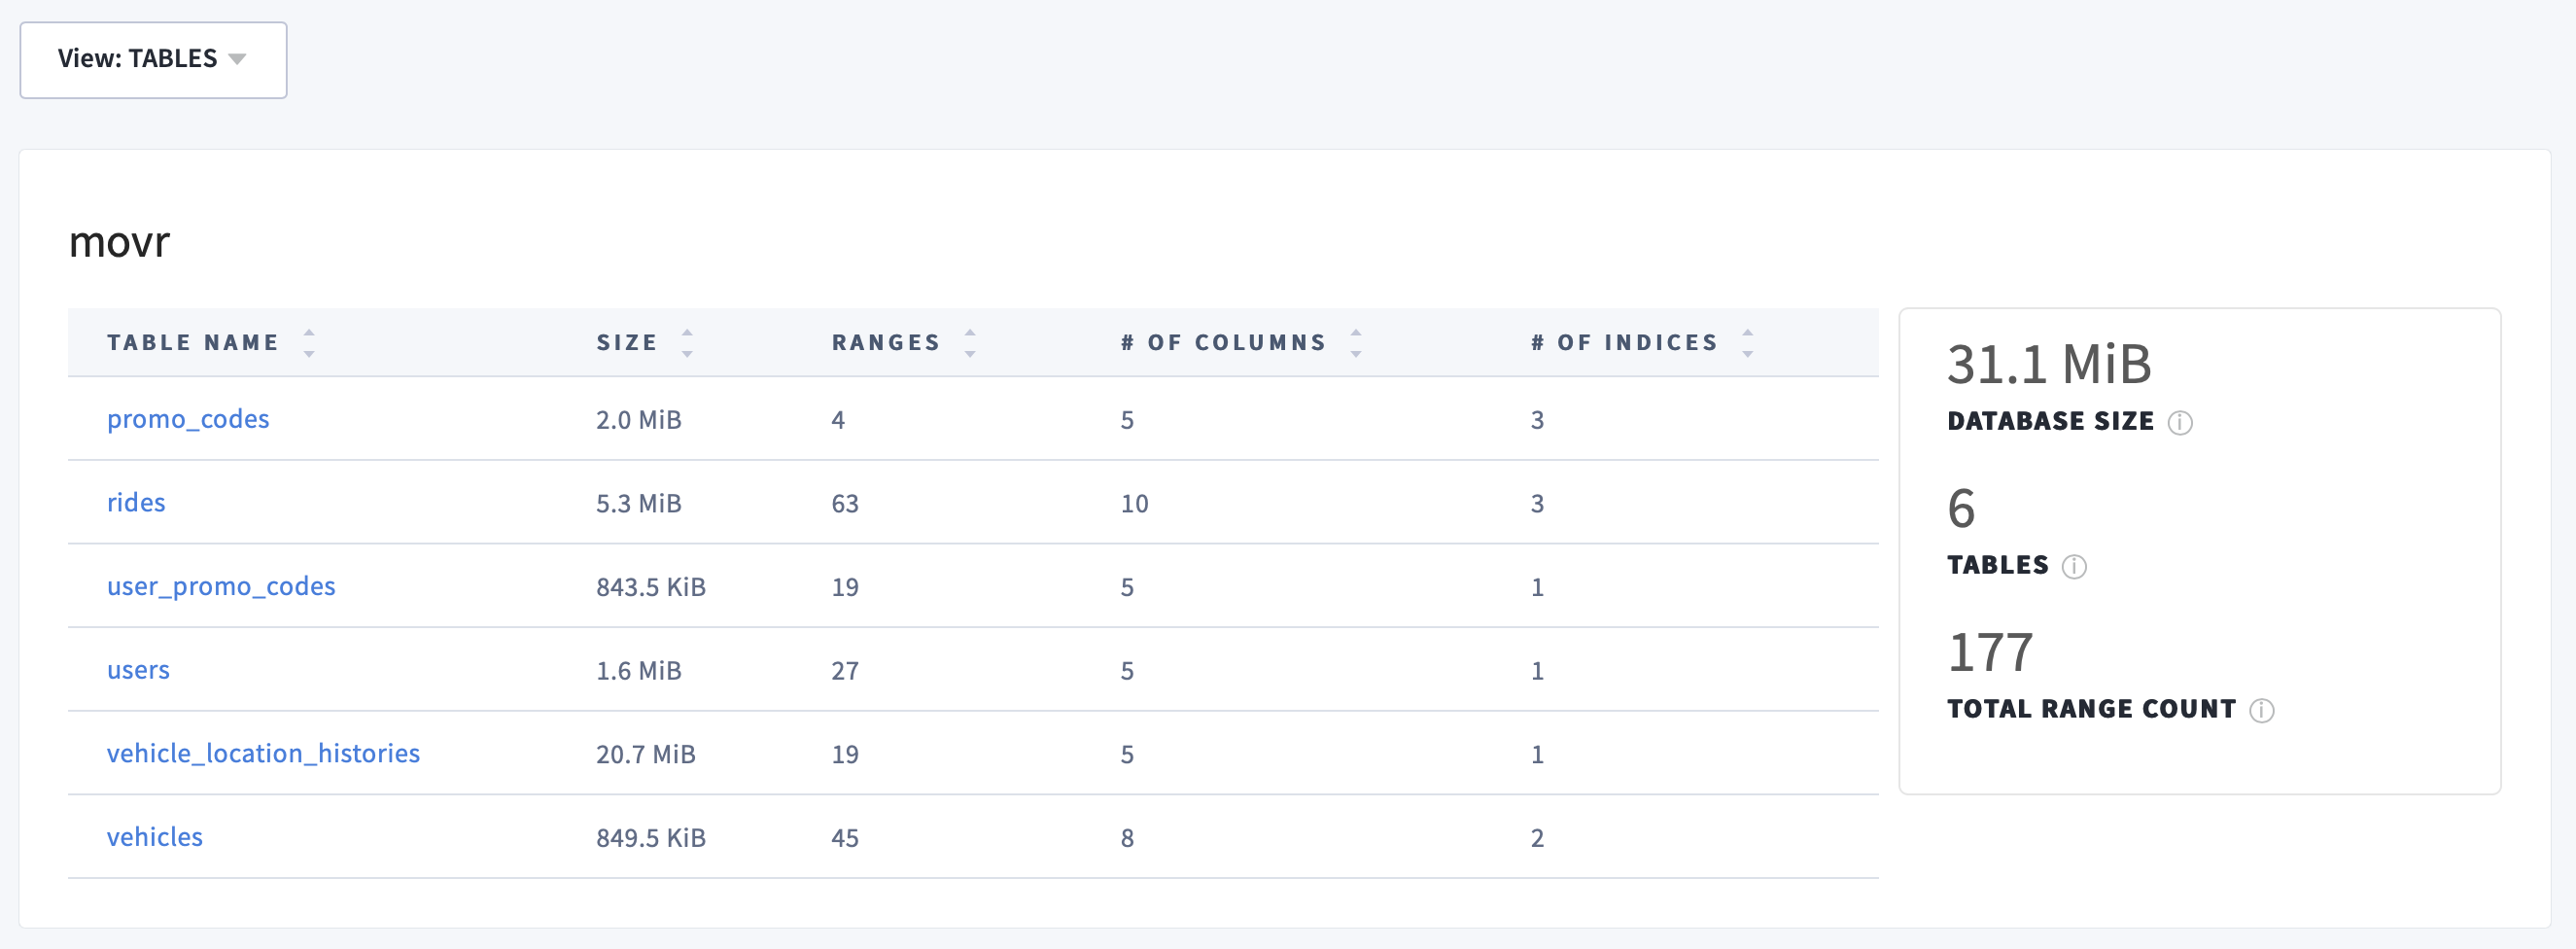 View: TABLES
movr
TABLE NAME SIZE RANGES # OF COLUMNS # OF INDICES
promo_codes 2.0 MiB 4 5 3
rides 5.3 MiB 63 10 3
user_promo_codes 843.5 KiB 19 5 1
users 1.6 MiB 27 5 1
vehicle_location_histories 20.7 MiB 19 5 1
vehicles 849.5 KiB 45 8 2
31.1 MiB
DATABASE SIZE
6
TABLES
177
TOTAL RANGE COUNT